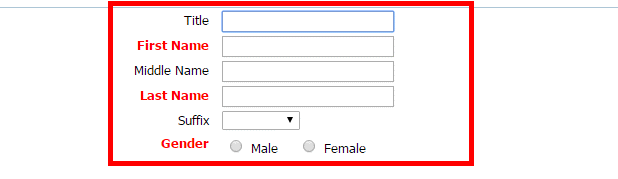 Title
First Name
Middle Name
Last Name
Suffix
Gender Male Female